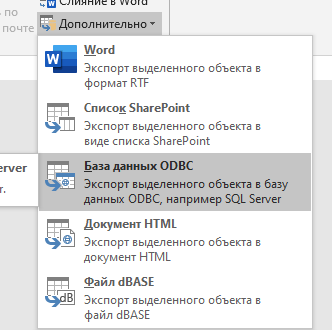 Слияние в Word
ь по
почте
Дополнительно
Word
Экспорт выделенного объекта в
формат RTF
Список SharePoint
Экспорт выделенного объекта в
виде списка SharePoint
erver
r.
База данных ODBC
Экспорт выделенного объекта в базу
данных ODBC, например SQL Server
Документ HTML
Экспорт выделенного объекта в
документ HTML
Файл dBASE
dB
Экспорт выделенного объекта в
файл dBASE